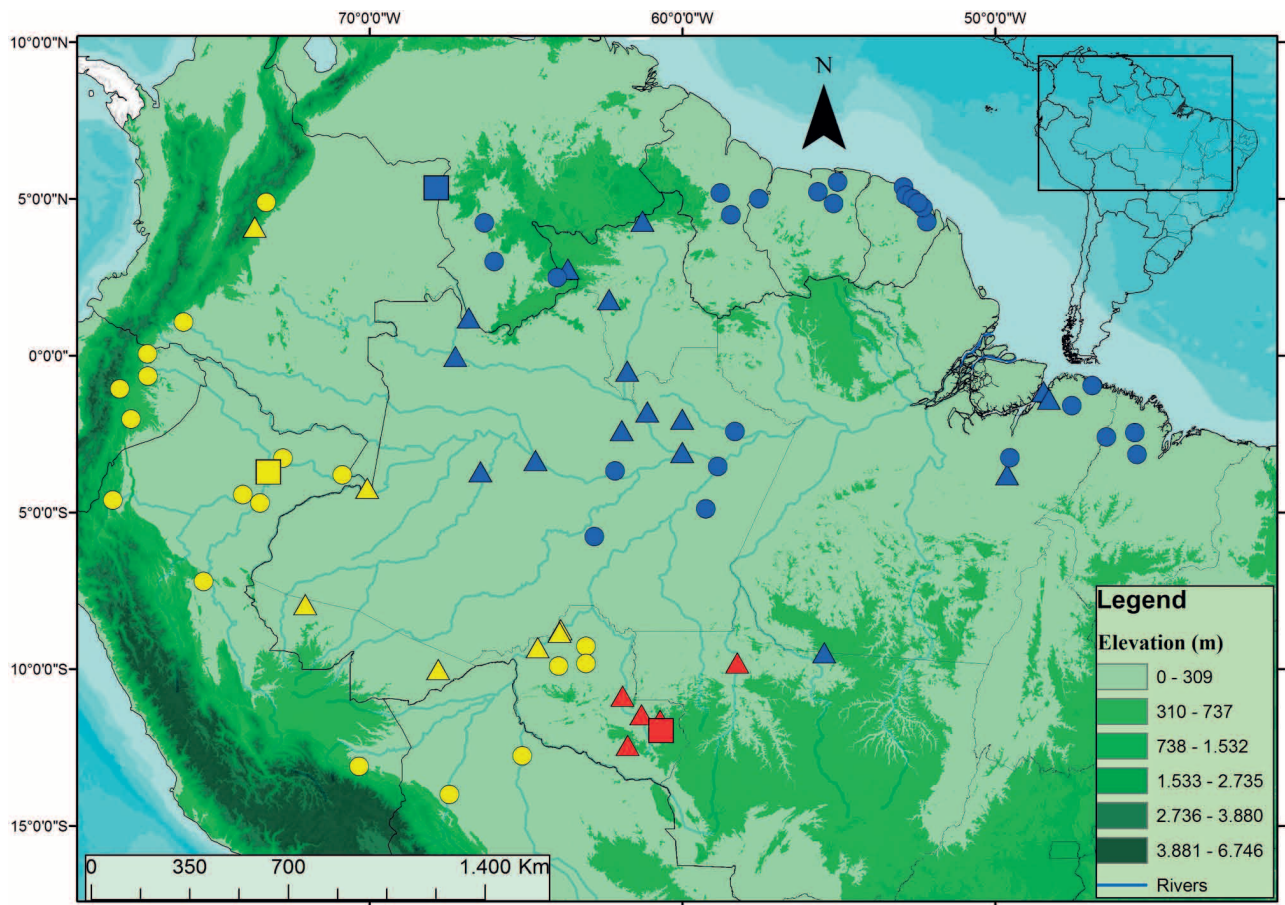 70°0'0"W 60°0'0"W 50°0'0"W
10°0'0"N
N
5°0'0"N
0°0'0"
5°0'0"S
10°0'0"S
15°0'0"S
Legend
Elevation (m)
0 - 309
310 - 737
738 - 1.532
1.533 - 2.735
2.736 - 3.880
3.881 - 6.746
Rivers
0 350 700 1.400 Km